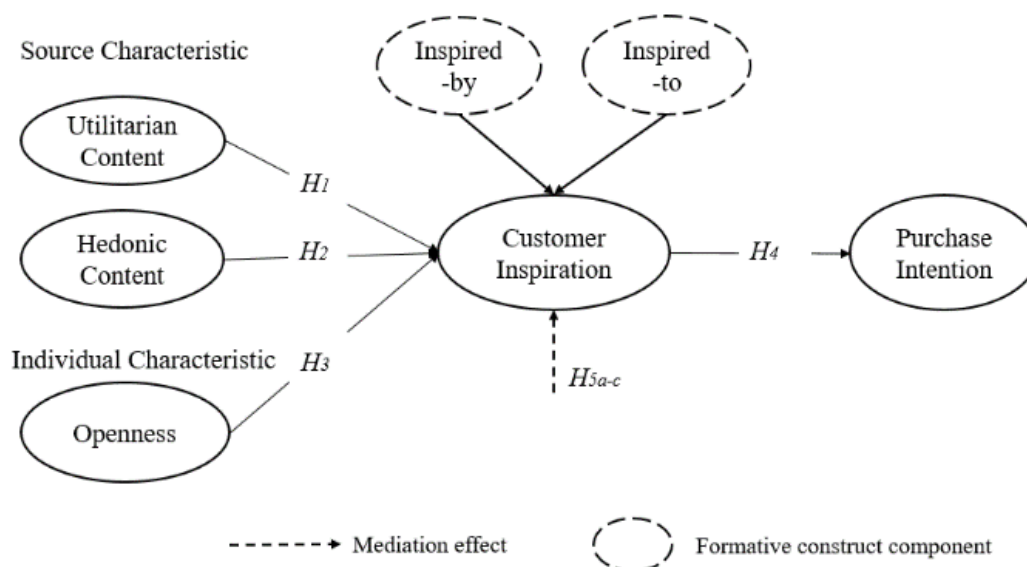 Source Characteristic
Inspired
-by
Inspired
-to
Utilitarian
Content
H1
Hedonic
Content
H2
Customer
Inspiration
H4
Purchase
Intention
Individual Characteristic
H3
H5a-c
Openness
Mediation effect
Formative construct component